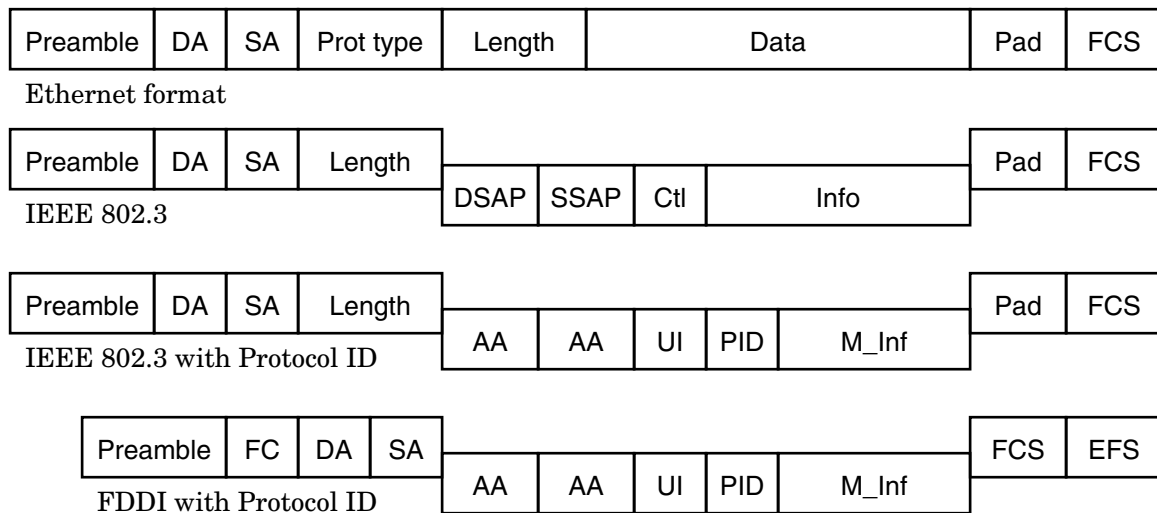 Preamble DA SA Prot type Length Data Pad FCS
Ethernet format
Preamble DA SA Length Pad FCS
DSAP SSAP Ctl Info
IEEE 802.3
Preamble DA SA Length Pad FCS
AA AA UI PID M_Inf
IEEE 802.3 with Protocol ID
Preamble FC DA SA FCS EFS
AA AA UI PID M_Inf
FDDI with Protocol ID